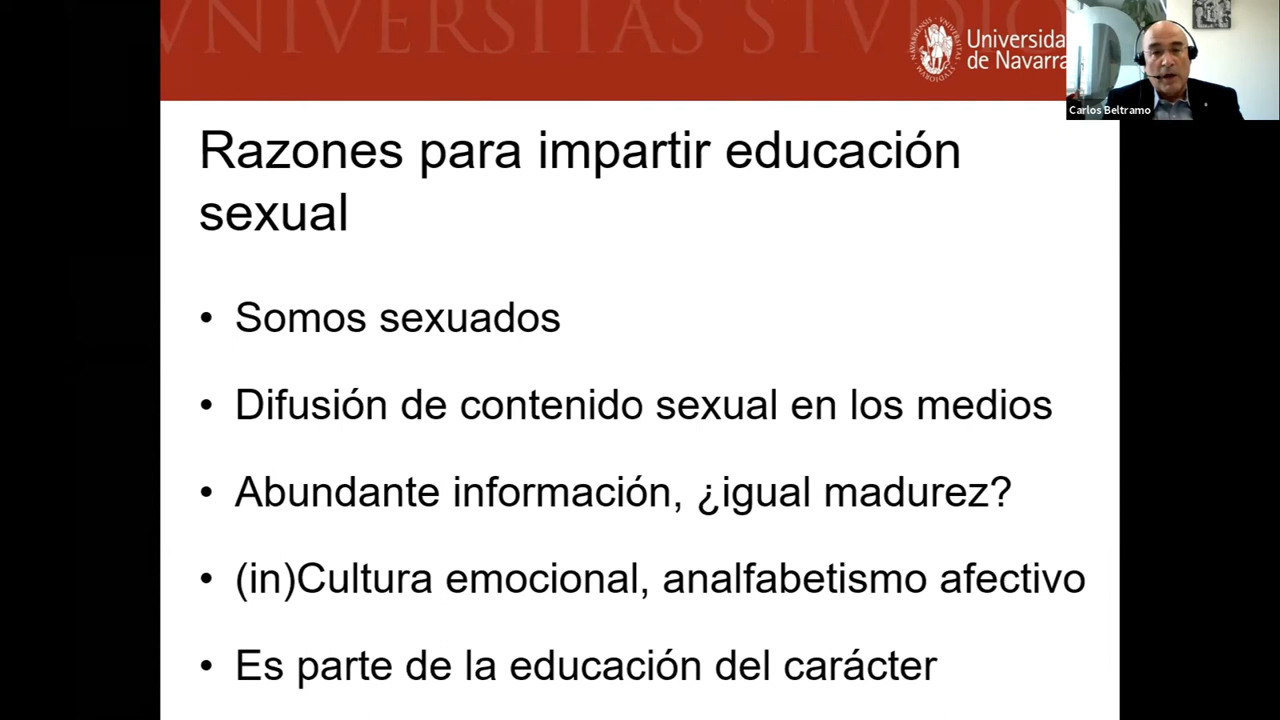 VNIVERSITAS STVDIO
Universida
de Navarra
Carlos Beltramo
Razones para impartir educación
sexual
• Somos sexuados
• Difusión de contenido sexual en los medios
• Abundante información, ¿igual madurez?
• (in)Cultura emocional, analfabetismo afectivo
• Es parte de la educación del carácter